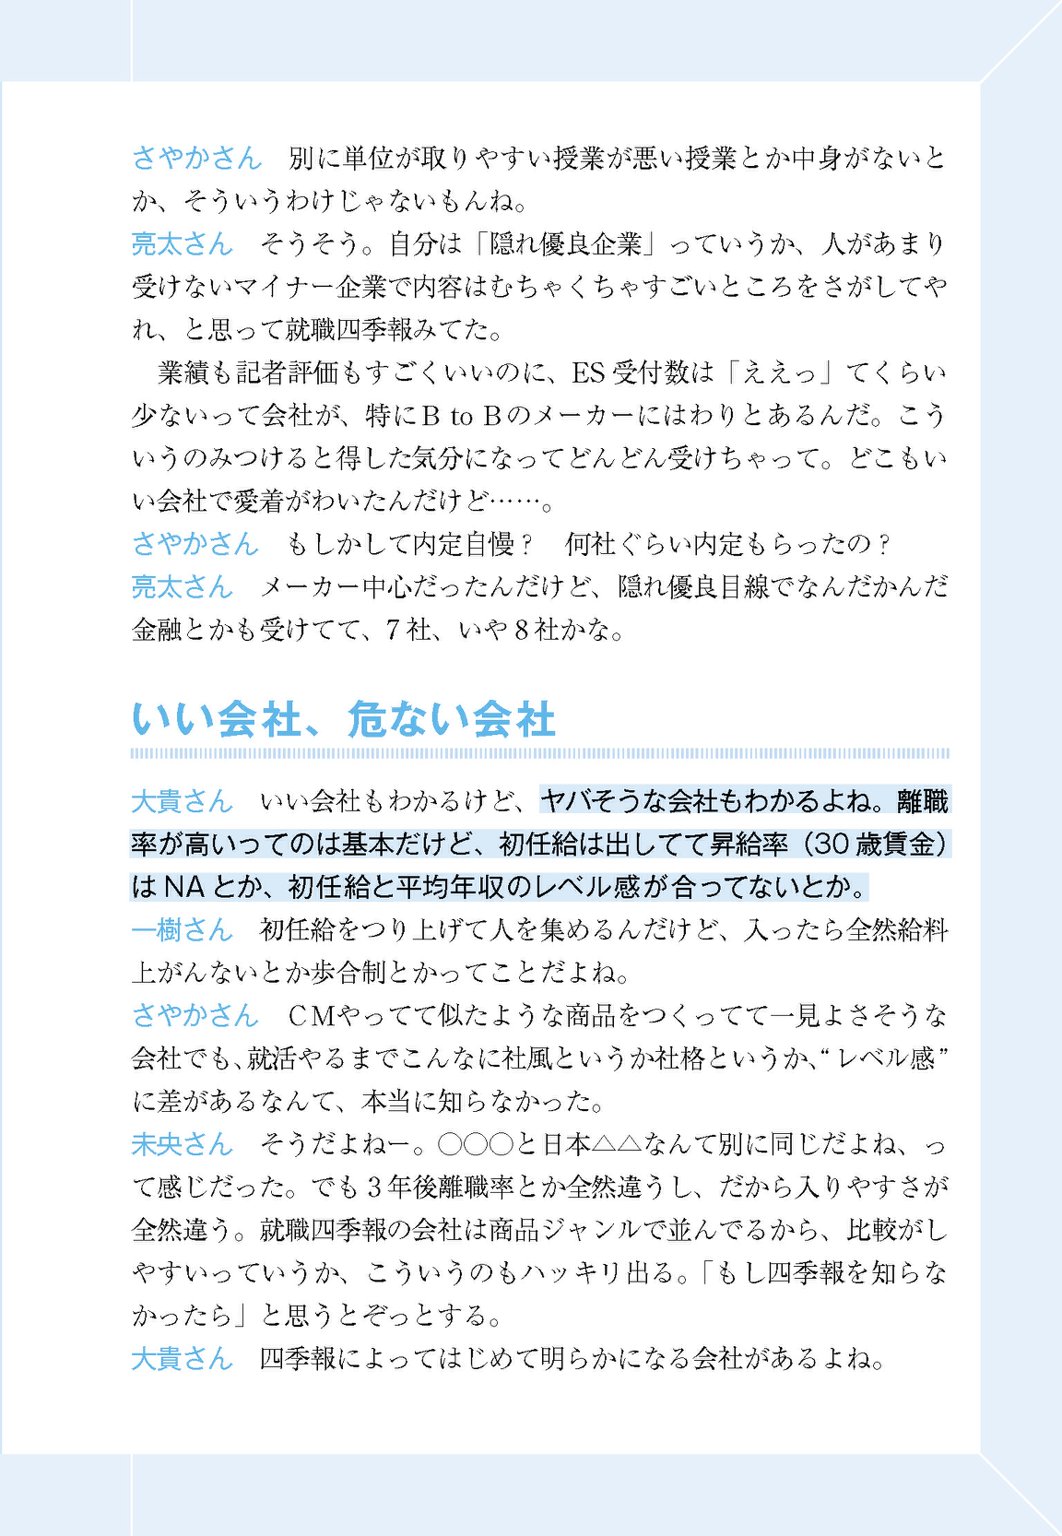 さやかさん　別に単位が取りやすい授業が悪い授業とか中身がないと
か、そういうわけじゃないもんね。
亮太さん　そうそう。自分は「隠れ優良企業」っていうか、人があまり
受けないマイナー企業で内容はむちゃくちゃすごいところをさがしてや
れ、と思って就職四季報みてた。
　業績も記者評価もすごくいいのに、ES 受付数は「ええっ」てくらい
少ないって会社が、特にB to Bのメーカーにはわりとあるんだ。こう
いうのみつけると得した気分になってどんどん受けちゃって。どこもい
い会社で愛着がわいたんだけど……。
さやかさん　もしかして内定自慢？　何社ぐらい内定もらったの？
亮太さん　メーカー中心だったんだけど、隠れ優良目線でなんだかんだ
金融とかも受けてて、7 社、いや 8 社かな。
いい会社、危ない会社
大貴さん　いい会社もわかるけど、ヤバそうな会社もわかるよね。離職
率が高いってのは基本だけど、初任給は出してて昇給率（30 歳賃金）
は NA とか、初任給と平均年収のレベル感が合ってないとか。
一樹さん　初任給をつり上げて人を集めるんだけど、入ったら全然給料
上がんないとか歩合制とかってことだよね。
さやかさん　CMやってて似たような商品をつくってて一見よさそうな
会社でも、就活やるまでこんなに社風というか社格というか、“レベル感”
に差があるなんて、本当に知らなかった。
未央さん　そうだよねー。○○○と日本△△なんて別に同じだよね、っ
て感じだった。でも 3 年後離職率とか全然違うし、だから入りやすさが
全然違う。就職四季報の会社は商品ジャンルで並んでるから、比較がし
やすいっていうか、こういうのもハッキリ出る。「もし四季報を知らな
かったら」と思うとぞっとする。
大貴さん　四季報によってはじめて明らかになる会社があるよね。